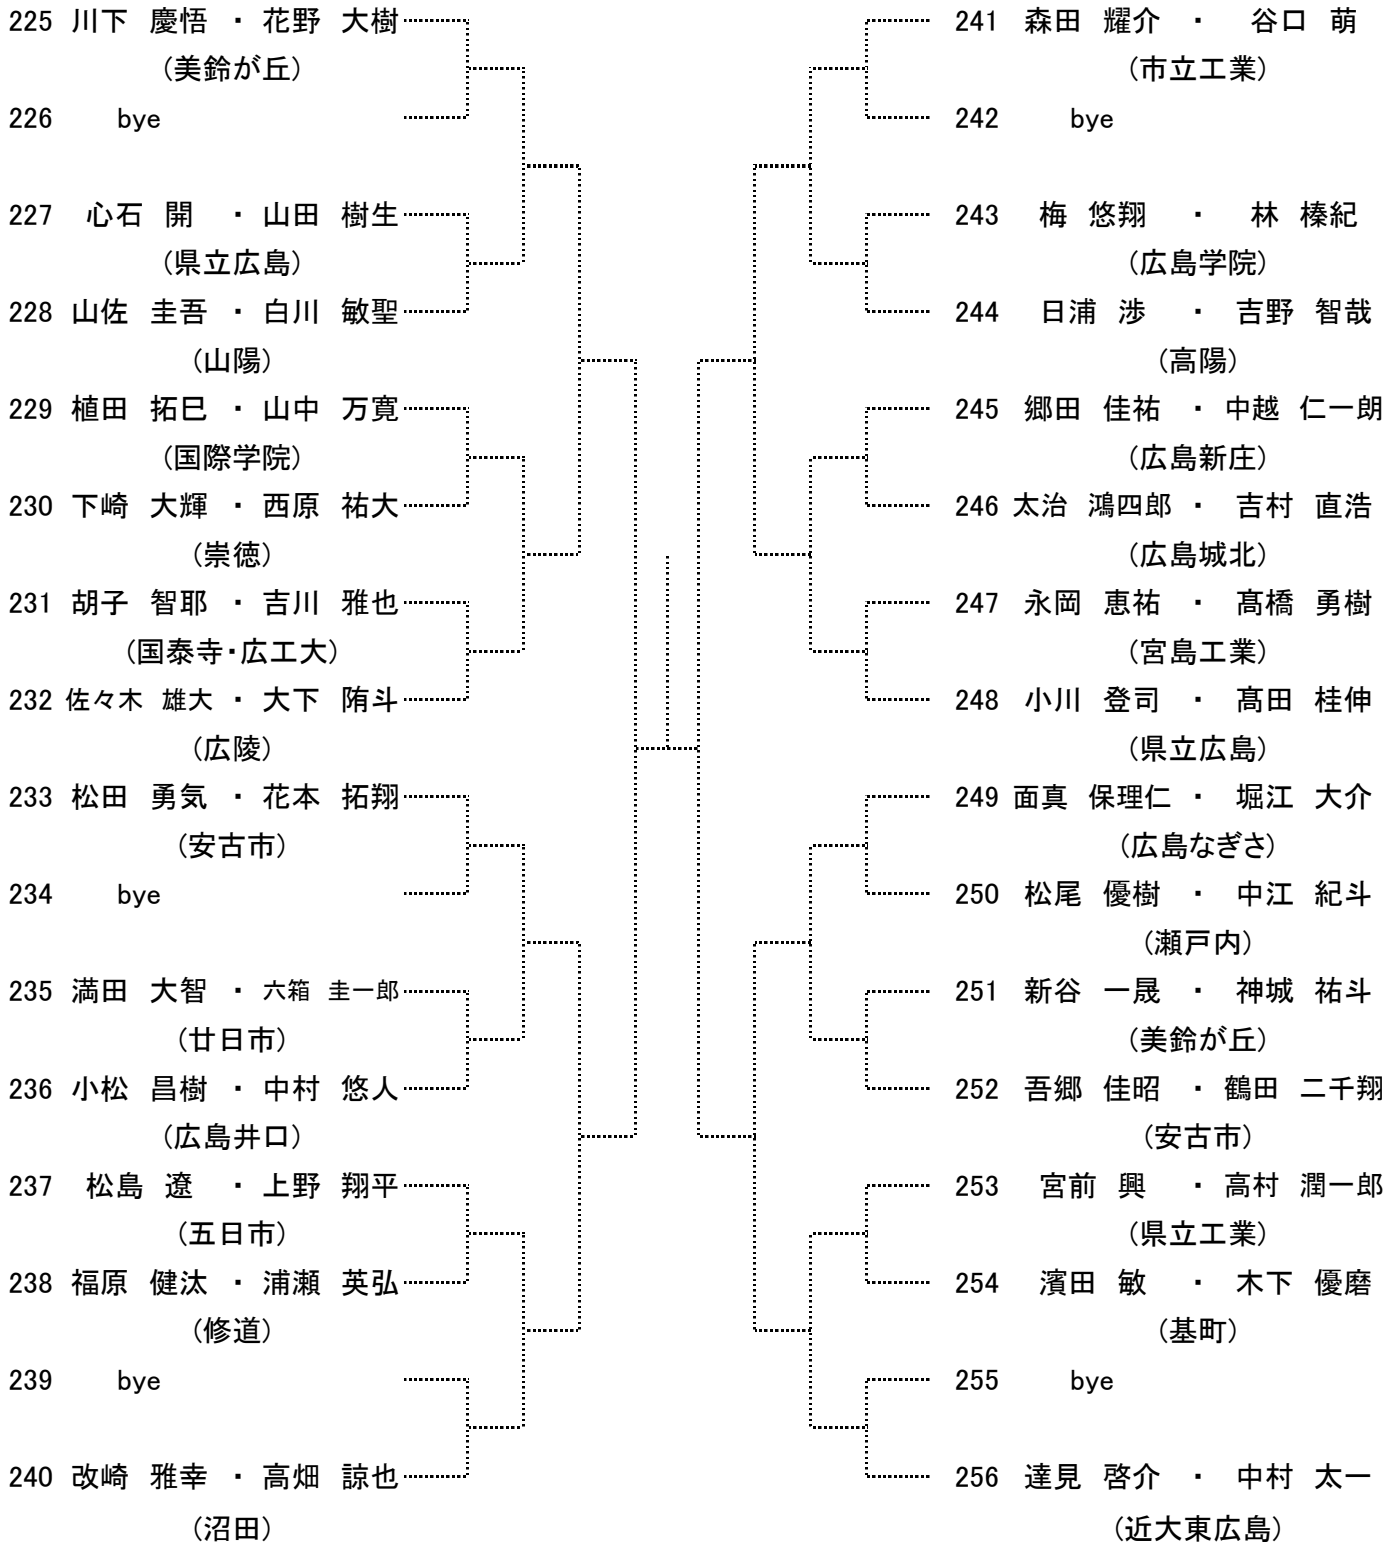 225 川下 慶悟 ・ 花野 大樹
(美鈴が丘)
226 bye
227 心石 開 ・ 山田 樹生
(県立広島)
228 山佐 圭吾 ・ 白川 敏聖
(山陽)
229 植田 拓巳 ・ 山中 万寛
(国際学院)
230 下崎 大輝 ・ 西原 祐大
(崇徳)
231 胡子 智耶 ・ 吉川 雅也
(国泰寺・広工大)
232 佐々木 雄大 ・ 大下 陏斗
(広陵)
233 松田 勇気 ・ 花本 拓翔
(安古市)
234 bye
235 満田 大智 ・ 六箱 圭一郎
(廿日市)
236 小松 昌樹 ・ 中村 悠人
(広島井口)
237 松島 遼 ・ 上野 翔平
(五日市)
238 福原 健汰 ・ 浦瀬 英弘
(修道)
239 bye
240 改崎 雅幸 ・ 高畑 諒也
(沼田)
241 森田 耀介 ・ 谷口 萌
(市立工業)
242 bye
243 梅 悠翔 ・ 林 榛紀
(広島学院)
244 日浦 渉 ・ 吉野 智哉
(高陽)
245 郷田 佳祐 ・ 中越 仁一朗
(広島新庄)
246 太治 鴻四郎 ・ 吉村 直浩
(広島城北)
247 永岡 恵祐 ・ 髙橋 勇樹
(宮島工業)
248 小川 登司 ・ 髙田 桂伸
(県立広島)
249 面真 保理仁 ・ 堀江 大介
(広島なぎさ)
250 松尾 優樹 ・ 中江 紀斗
(瀬戸内)
251 新谷 一晟 ・ 神城 祐斗
(美鈴が丘)
252 吾郷 佳昭 ・ 鶴田 二千翔
(安古市)
253 宮前 興 ・ 高村 潤一郎
(県立工業)
254 濱田 敏 ・ 木下 優磨
(基町)
255 bye
256 達見 啓介 ・ 中村 太一
(近大東広島)